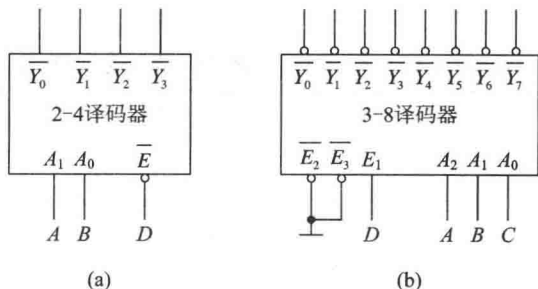 Y̅₀ Y̅₁ Y̅₂ Y̅₃
2-4译码器
A₁ A₀ E̅
A B D
(a)
Y̅₀ Y̅₁ Y̅₂ Y̅₃ Y̅₄ Y̅₅ Y̅₆ Y̅₇
3-8译码器
E̅₂ E̅₃ E₁ A₂ A₁ A₀
D A B C
(b)